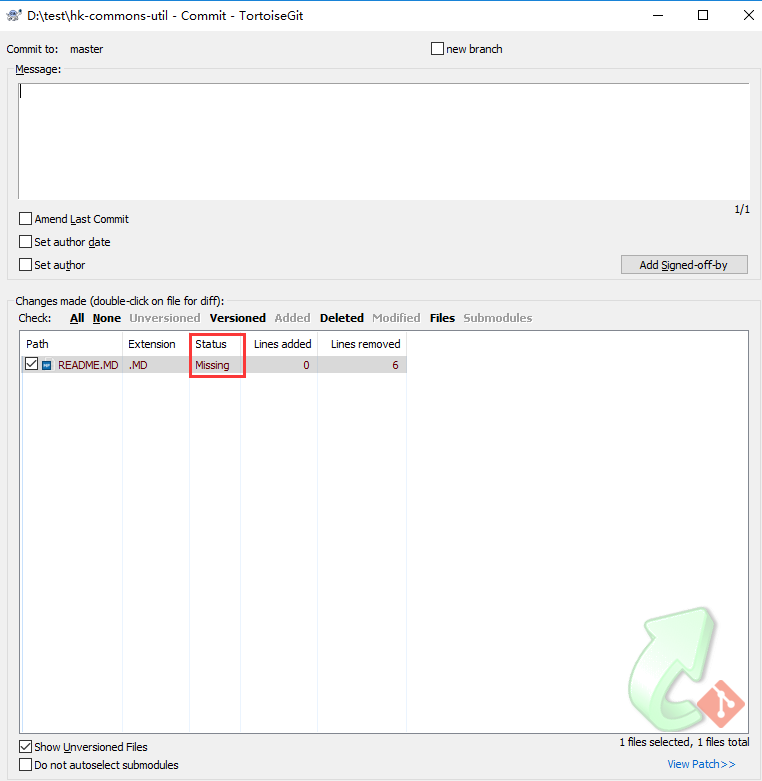 D:\test\hk-commons-util - Commit - TortoiseGit
Commit to: master new branch
Message:
1/1
Amend Last Commit
Set author date
Set author Add Signed-off-by
Changes made (double-click on file for diff):
Check: All None Unversioned Versioned Added Deleted Modified Files Submodules
Path Extension Status Lines added Lines removed
README.MD .MD Missing 0 6
Show Unversioned Files 1 files selected, 1 files total
Do not autoselect submodules View Patch>>